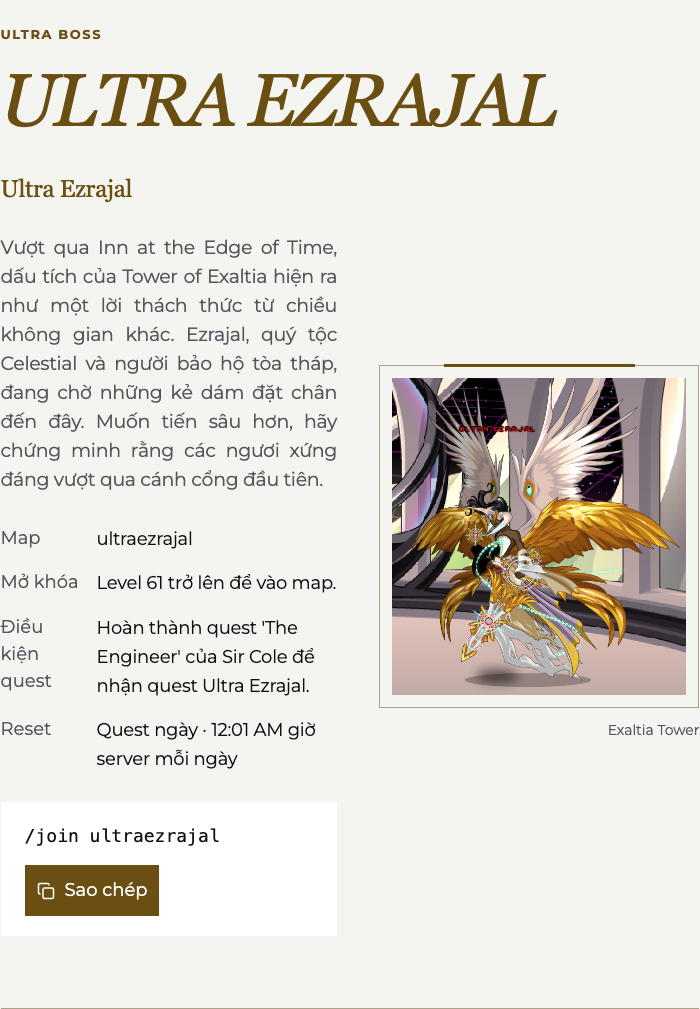 ULTRA BOSS
ULTRA EZRAJAL
Ultra Ezrajal
Vượt qua Inn at the Edge of Time,
dấu tích của Tower of Exaltia hiện ra
như một lời thách thức từ chiều
không gian khác. Ezrajal, quý tộc
Celestial và người bảo hộ tòa tháp,
đang chờ những kẻ dám đặt chân
đến đây. Muốn tiến sâu hơn, hãy
chứng minh rằng các ngươi xứng
đáng vượt qua cánh cổng đầu tiên.
Map
ultraezrajal
Mở khóa
Level 61 trở lên để vào map.
Điều
kiện
quest
Hoàn thành quest 'The
Engineer' của Sir Cole để
nhận quest Ultra Ezrajal.
Reset
Quest ngày · 12:01 AM giờ
server mỗi ngày
/join ultraezrajal
Sao chép
ULTRA EZRAJAL
Exaltia Tower